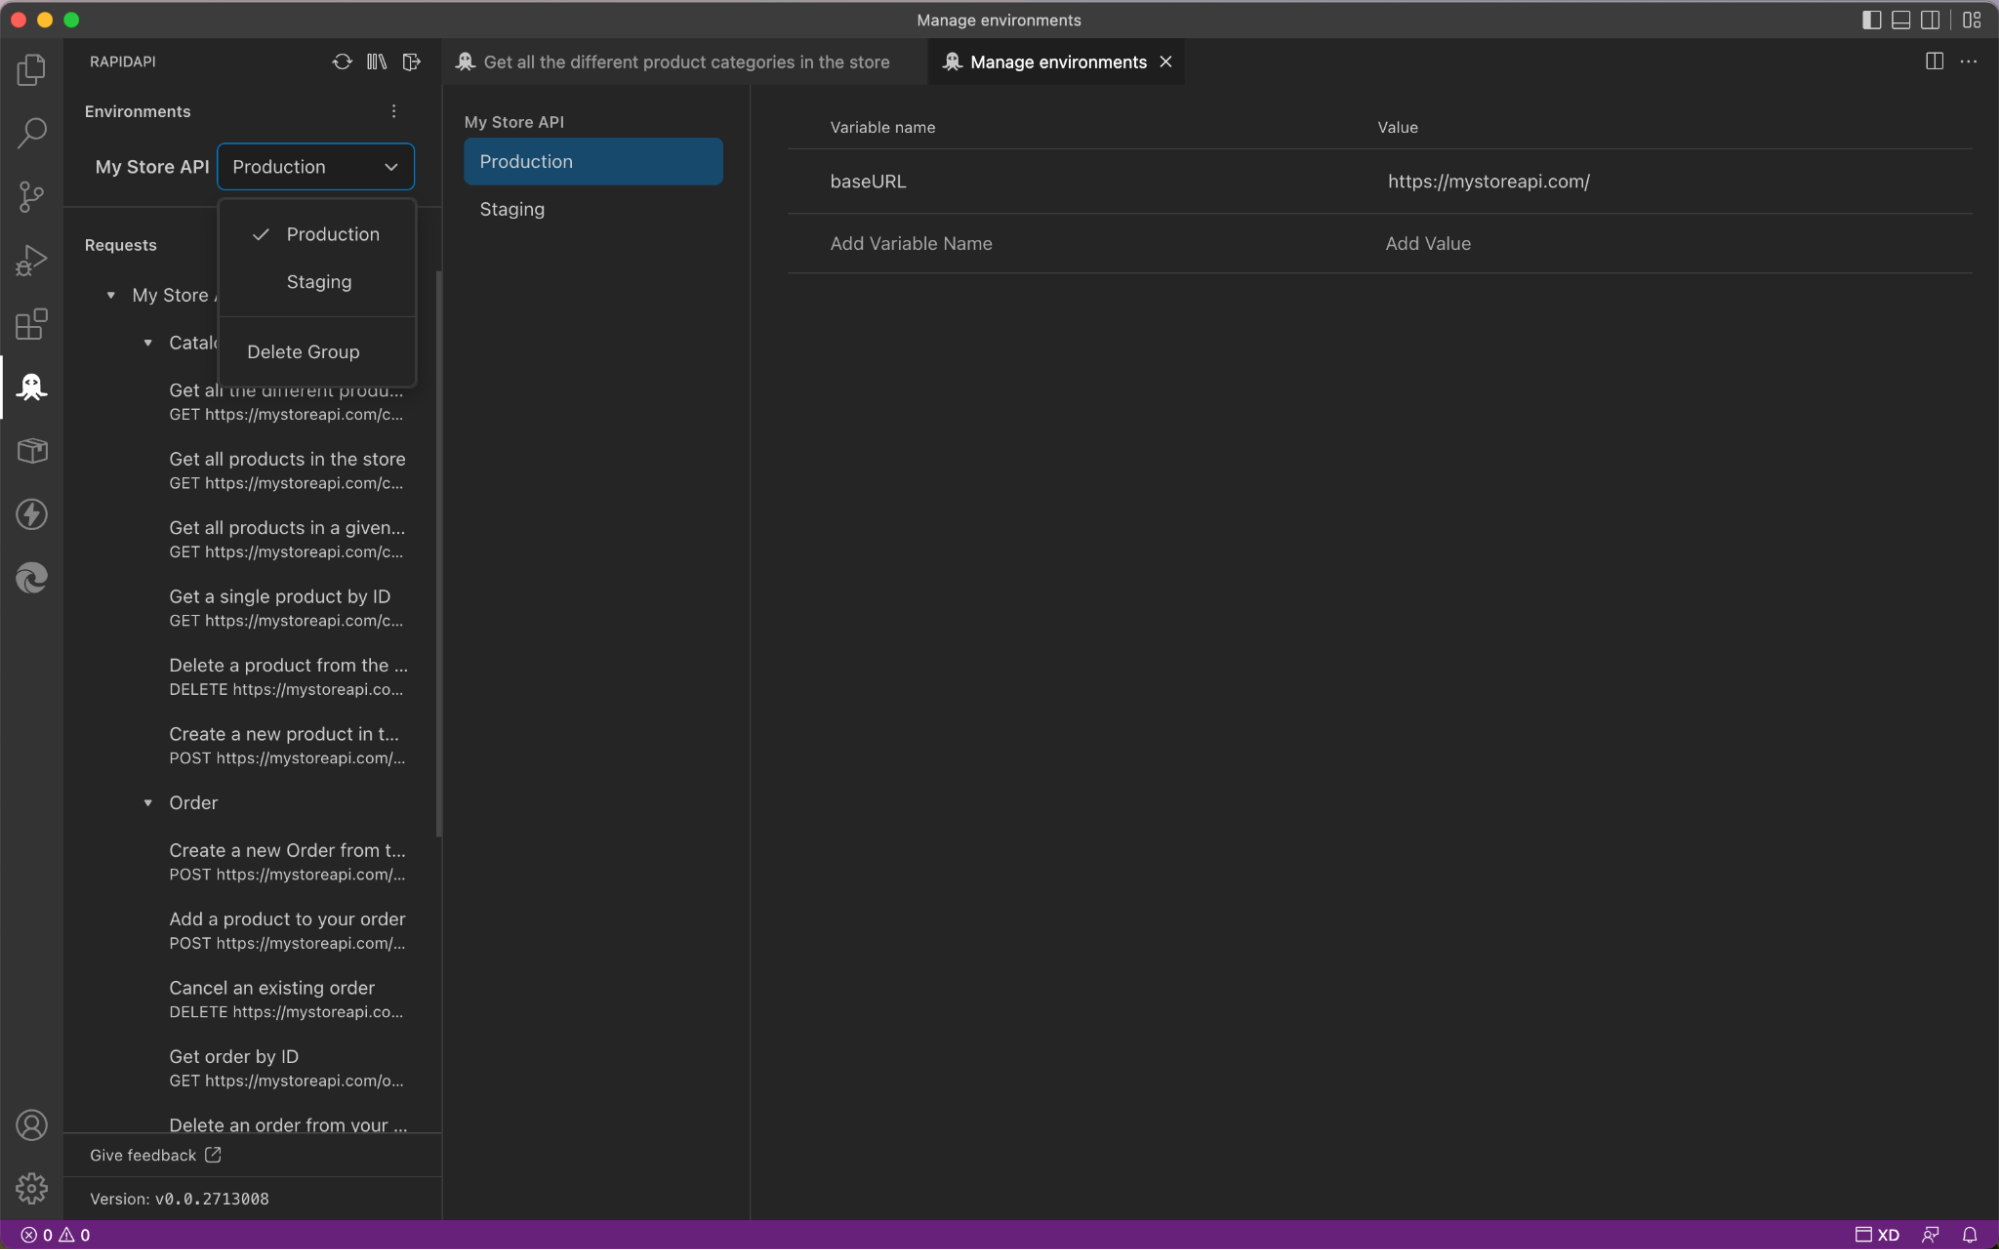 Manage environments
RAPIDAPI
Get all the different product categories in the store
Manage environments
Environments
My Store API
Production
Production
Staging
Delete Group
Requests
My Store
Get all the different produ...
GET https://mystoreapi.com/c...
Get all products in the store
GET https://mystoreapi.com/c...
Get all products in a given...
GET https://mystoreapi.com/c...
Get a single product by ID
GET https://mystoreapi.com/c...
Delete a product from the ...
DELETE https://mystoreapi.co...
Create a new product in t...
POST https://mystoreapi.com/...
Order
Create a new Order from t...
POST https://mystoreapi.com/...
Add a product to your order
POST https://mystoreapi.com/...
Cancel an existing order
DELETE https://mystoreapi.co...
Get order by ID
GET https://mystoreapi.com/o...
Delete an order from your ...
Give feedback
Version: v0.0.2713008
My Store API
Production
Staging
Variable name Value
baseURL https://mystoreapi.com/
Add Variable Name Add Value
0 0
XD